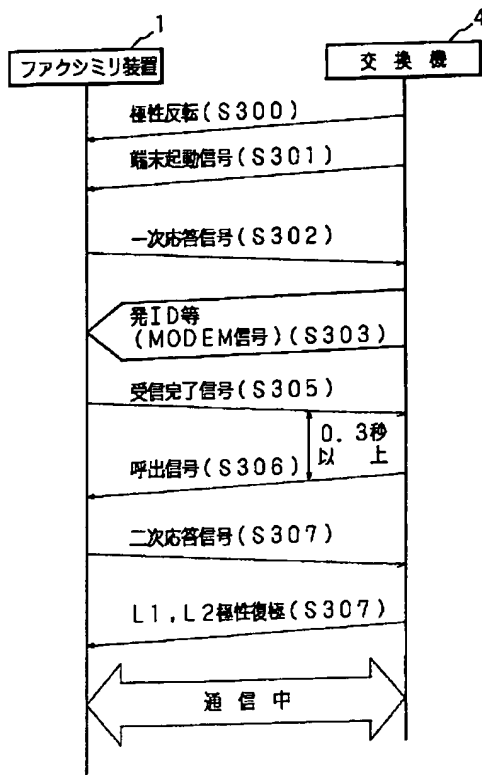 1
4
ファクシミリ装置
交換機
極性反転(S300)
端末起動信号(S301)
一次応答信号(S302)
発ID等
(MODEM信号)(S303)
受信完了信号(S305)
0.3秒
以上
呼出信号(S306)
二次応答信号(S307)
L1,L2極性復極(S307)
通信中